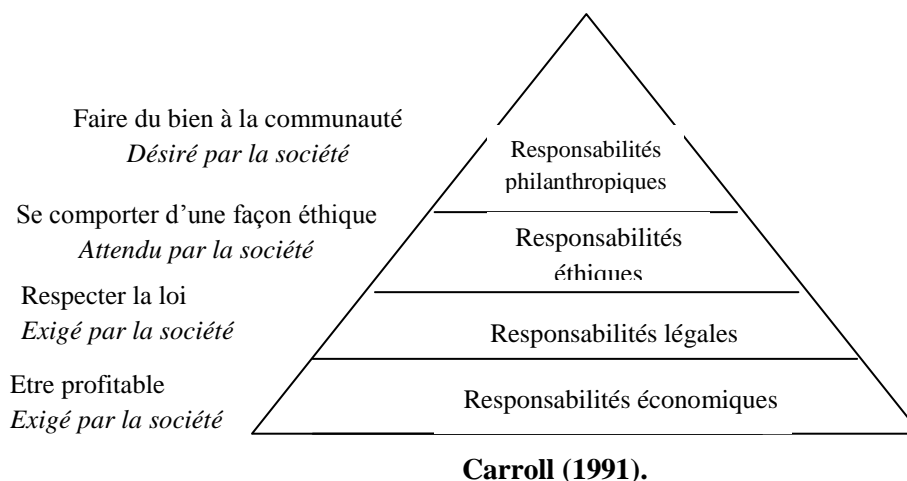 Faire du bien à la communauté
Désiré par la société
Responsabilités
philanthropiques
Se comporter d’une façon éthique
Attendu par la société
Responsabilités
éthiques
Respecter la loi
Exigé par la société
Responsabilités légales
Etre profitable
Exigé par la société
Responsabilités économiques
Carroll (1991).